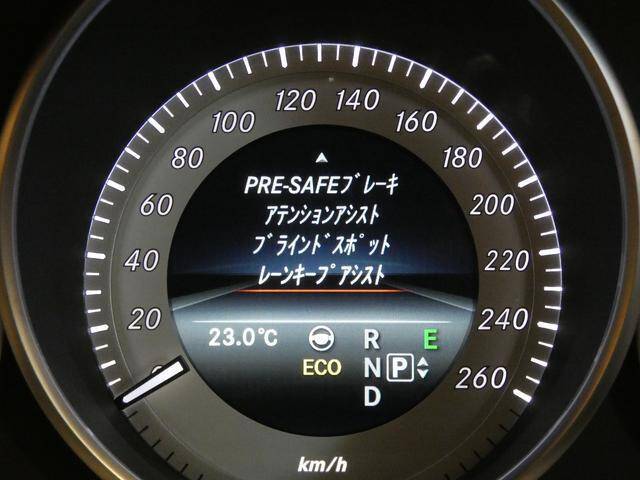 120 140
100 160
80 180
PRE-SAFEブレーキ
アテンションアシスト
60 200
ブラインドスポット
40 220
レーンキープアシスト
20 240
23.0℃ R E
ECO N P
260
D
km/h